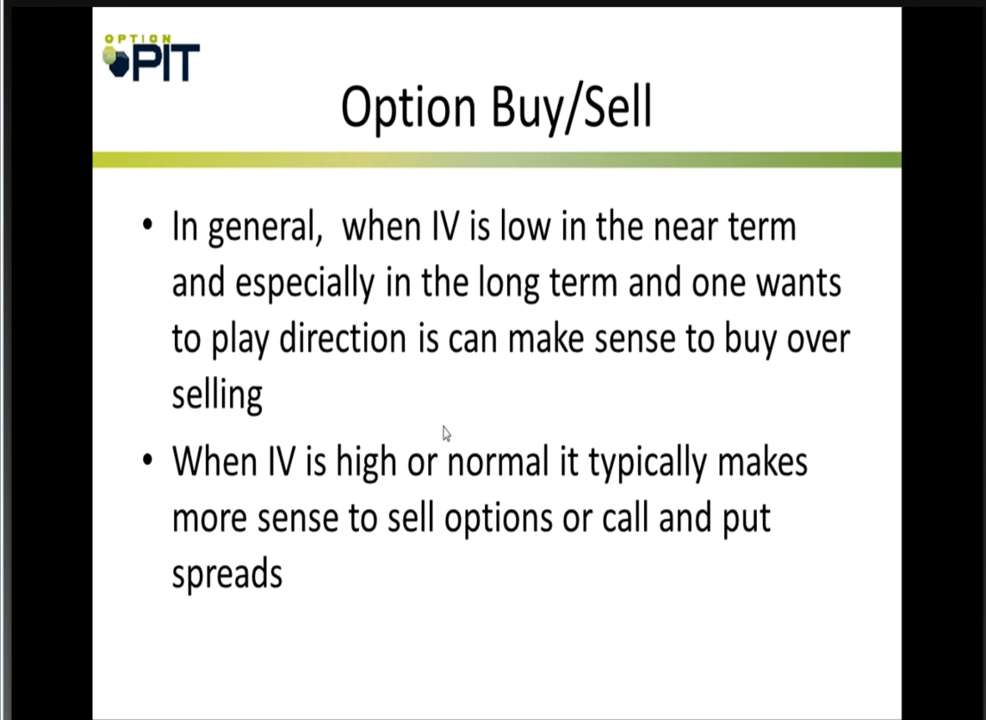 OPTION
PIT
Option Buy/Sell
• In general, when IV is low in the near term
and especially in the long term and one wants
to play direction is can make sense to buy over
selling
• When IV is high or normal it typically makes
more sense to sell options or call and put
spreads